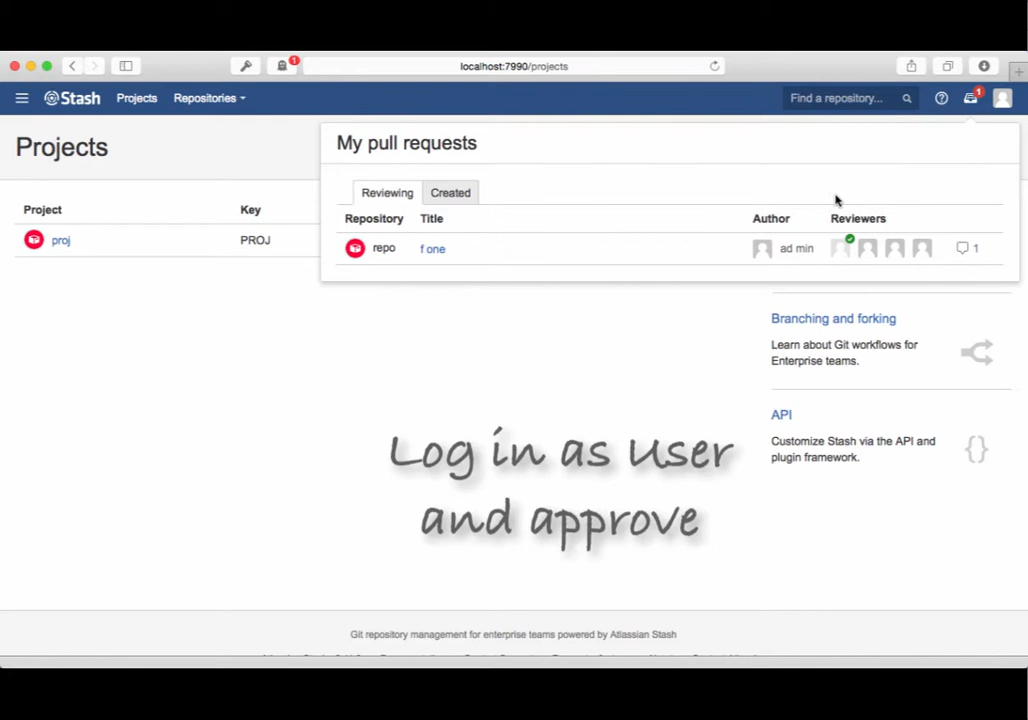 localhost:7990/projects
1
Stash Projects Repositories Find a repository... 1
Projects
My pull requests
Reviewing Created
Project Key
Repository Title Author Reviewers
proj PROJ
repo f one ad min 1
Branching and forking
Learn about Git workflows for
Enterprise teams.
API
Customize Stash via the API and
plugin framework.
Log in as User
and approve
Git repository management for enterprise teams powered by Atlassian Stash